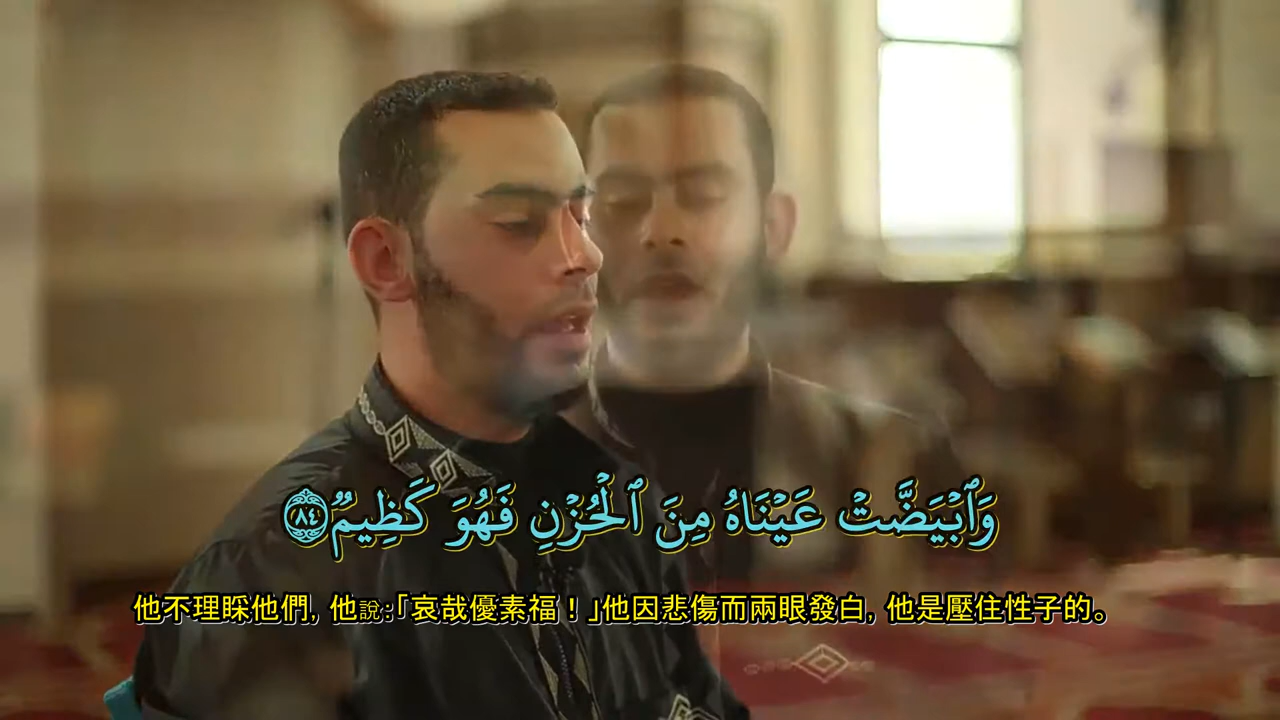 وَٱبْيَضَّتْ عَيْنَاهُ مِنَ ٱلْحُزْنِ فَهُوَ كَظِيمٌ ٨٤
他不理睬他們, 他說:「哀哉優素福！」他因悲傷而兩眼發白, 他是壓住性子的。